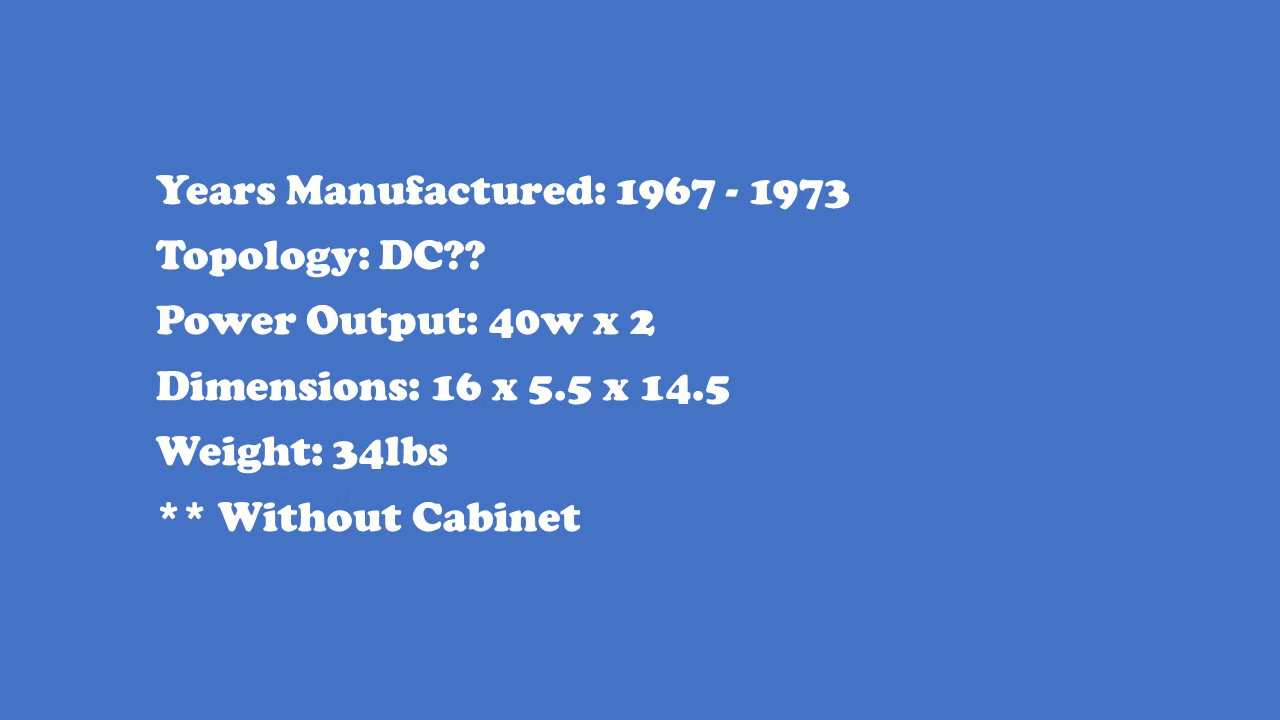 Years Manufactured: 1967 - 1973
Topology: DC??
Power Output: 40w x 2
Dimensions: 16 x 5.5 x 14.5
Weight: 34lbs
** Without Cabinet